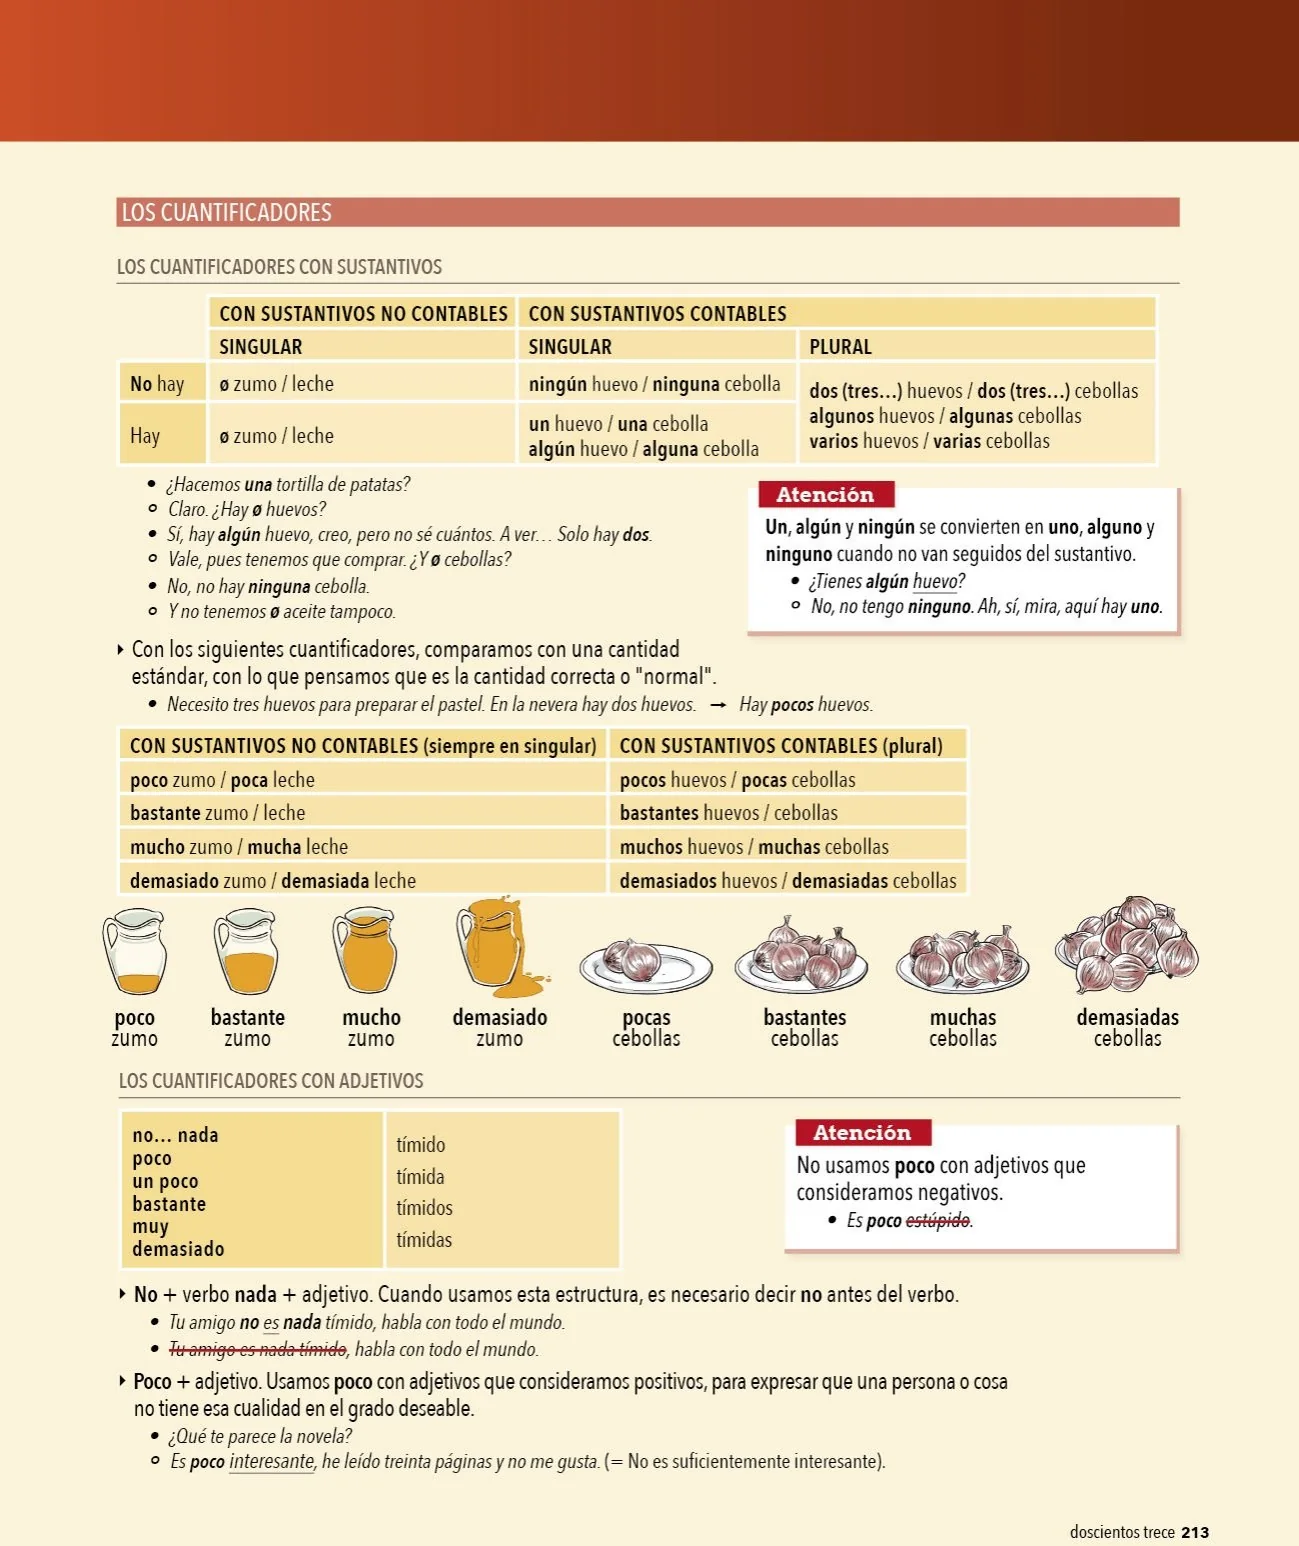 LOS CUANTIFICADORES
LOS CUANTIFICADORES CON SUSTANTIVOS
CON SUSTANTIVOS NO CONTABLES CON SUSTANTIVOS CONTABLES
SINGULAR SINGULAR PLURAL
No hay ø zumo / leche ningún huevo / ninguna cebolla
Hay ø zumo / leche
un huevo / una cebolla
algún huevo / alguna cebolla
dos (tres...) huevos / dos (tres...) cebollas
algunos huevos / algunas cebollas
varios huevos / varias cebollas
• ¿Hacemos una tortilla de patatas?
○ Claro. ¿Hay ø huevos?
• Sí, hay algún huevo, creo, pero no sé cuántos. A ver... Solo hay dos.
○ Vale, pues tenemos que comprar. ¿Y ø cebollas?
• No, no hay ninguna cebolla.
○ Y no tenemos ø aceite tampoco.
Atención
Un, algún y ningún se convierten en uno, alguno y
ninguno cuando no van seguidos del sustantivo.
• ¿Tienes algún huevo?
○ No, no tengo ninguno. Ah, sí, mira, aquí hay uno.
‣ Con los siguientes cuantificadores, comparamos con una cantidad
estándar, con lo que pensamos que es la cantidad correcta o "normal".
• Necesito tres huevos para preparar el pastel. En la nevera hay dos huevos. → Hay pocos huevos.
CON SUSTANTIVOS NO CONTABLES (siempre en singular) CON SUSTANTIVOS CONTABLES (plural)
poco zumo / poca leche pocos huevos / pocas cebollas
bastante zumo / leche bastantes huevos / cebollas
mucho zumo / mucha leche muchos huevos / muchas cebollas
demasiado zumo / demasiada leche demasiados huevos / demasiadas cebollas
poco bastante mucho demasiado pocas bastantes muchas demasiadas
zumo zumo zumo zumo cebollas cebollas cebollas cebollas
LOS CUANTIFICADORES CON ADJETIVOS
no... nada
poco
un poco
bastante
muy
demasiado
tímido
tímida
tímidos
tímidas
Atención
No usamos poco con adjetivos que
consideramos negativos.
• Es poco estúpido.
‣ No + verbo nada + adjetivo. Cuando usamos esta estructura, es necesario decir no antes del verbo.
• Tu amigo no es nada tímido, habla con todo el mundo.
• Tu amigo es nada tímido, habla con todo el mundo.
‣ Poco + adjetivo. Usamos poco con adjetivos que consideramos positivos, para expresar que una persona o cosa
no tiene esa cualidad en el grado deseable.
• ¿Qué te parece la novela?
○ Es poco interesante, he leído treinta páginas y no me gusta. (= No es suficientemente interesante).
doscientos trece 213